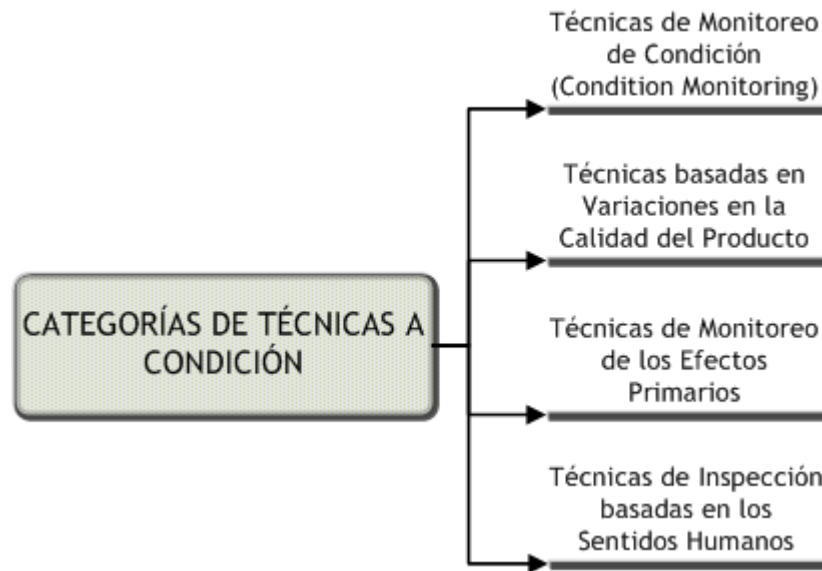 Técnicas de Monitoreo
de Condición
(Condition Monitoring)
Técnicas basadas en
Variaciones en la
Calidad del Producto
CATEGORÍAS DE TÉCNICAS A
CONDICIÓN
Técnicas de Monitoreo
de los Efectos
Primarios
Técnicas de Inspección
basadas en los
Sentidos Humanos